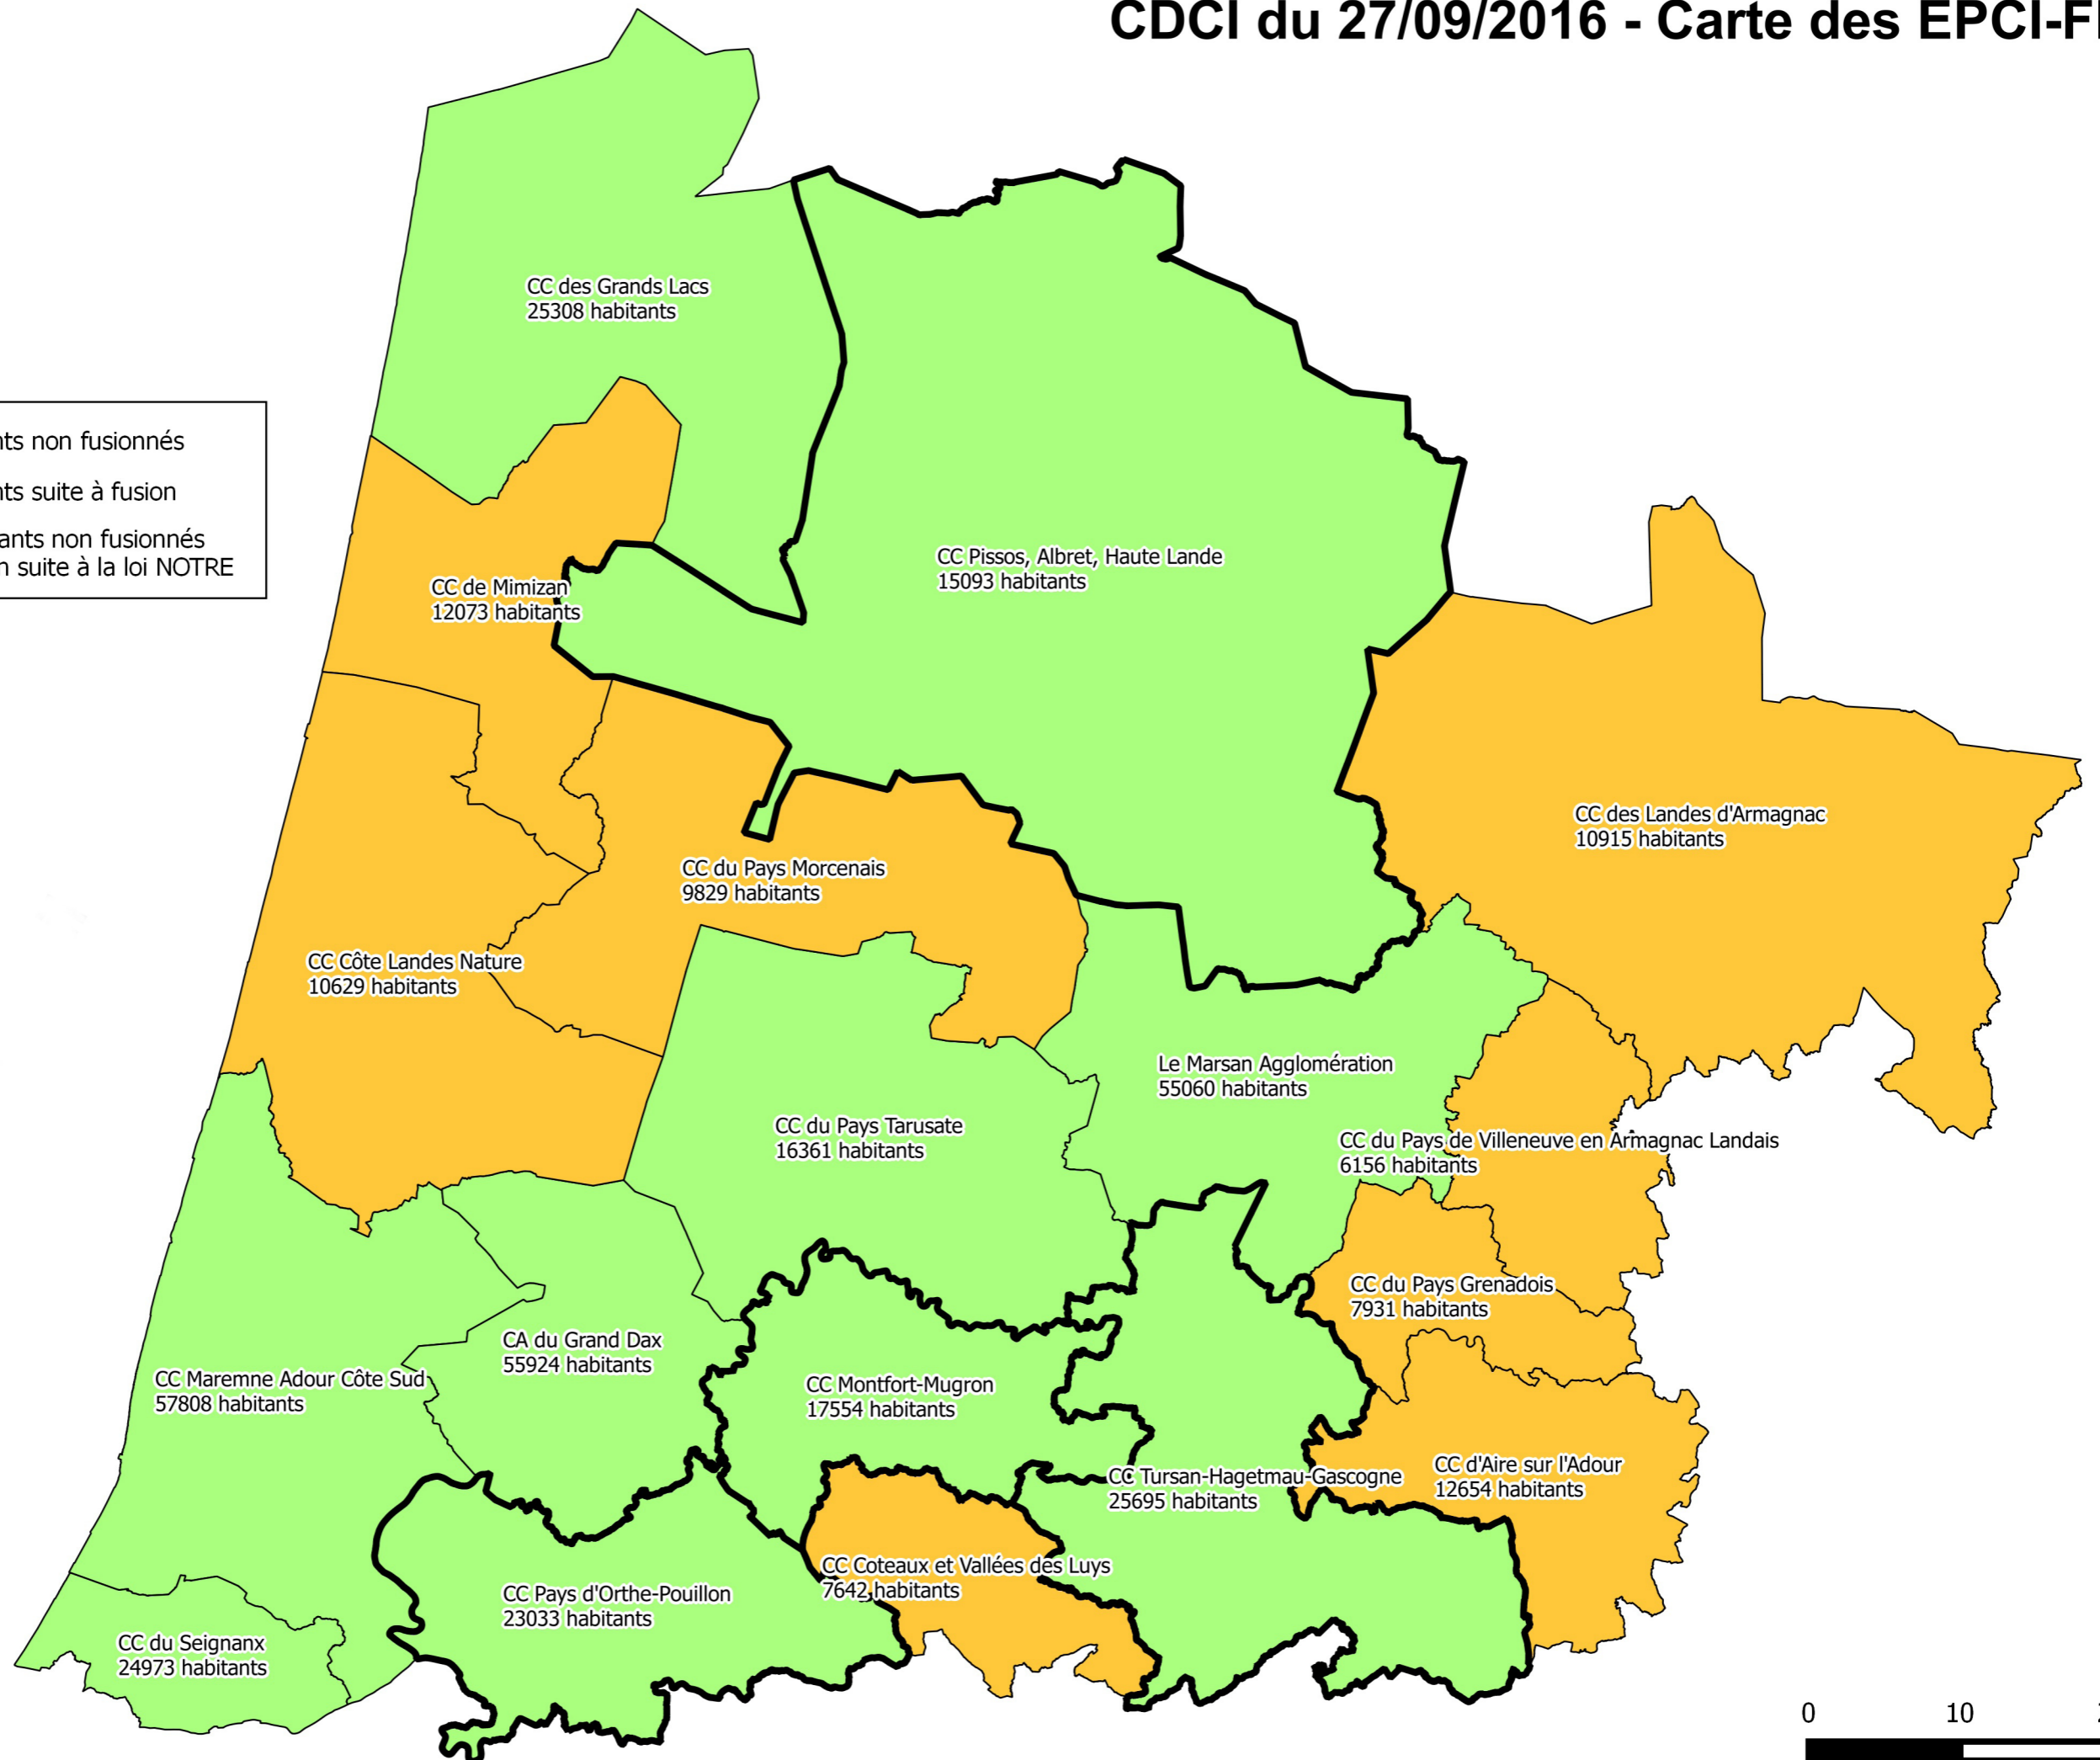 CDCI du 27/09/2016 - Carte des
CC des Grands Lacs
25308 habitants
non fusionnés
suite à fusion
non fusionnés
suite à la loi NOTRE
CC Pissos, Albret, Haute Lande
15093 habitants
CC de Mimizan
12073 habitants
CC des Landes d'Armagnac
10915 habitants
CC du Pays Morcenais
9829 habitants
CC Côte Landes Nature
10629 habitants
Le Marsan Agglomération
55060 habitants
CC du Pays Tarusate
16361 habitants
CC du Pays de Villeneuve en Armagnac Landais
6156 habitants
CC du Pays Grenadois
7931 habitants
CA du Grand Dax
55924 habitants
CC Maremne Adour Côte Sud
57808 habitants
CC Montfort-Mugron
17554 habitants
CC Tursan-Hagetmau-Gascogne
25695 habitants
CC d'Aire sur l'Adour
12654 habitants
CC Coteaux et Vallées des Luys
7642 habitants
CC Pays d'Orthe-Pouillon
23033 habitants
CC du Seignanx
24973 habitants
0 10